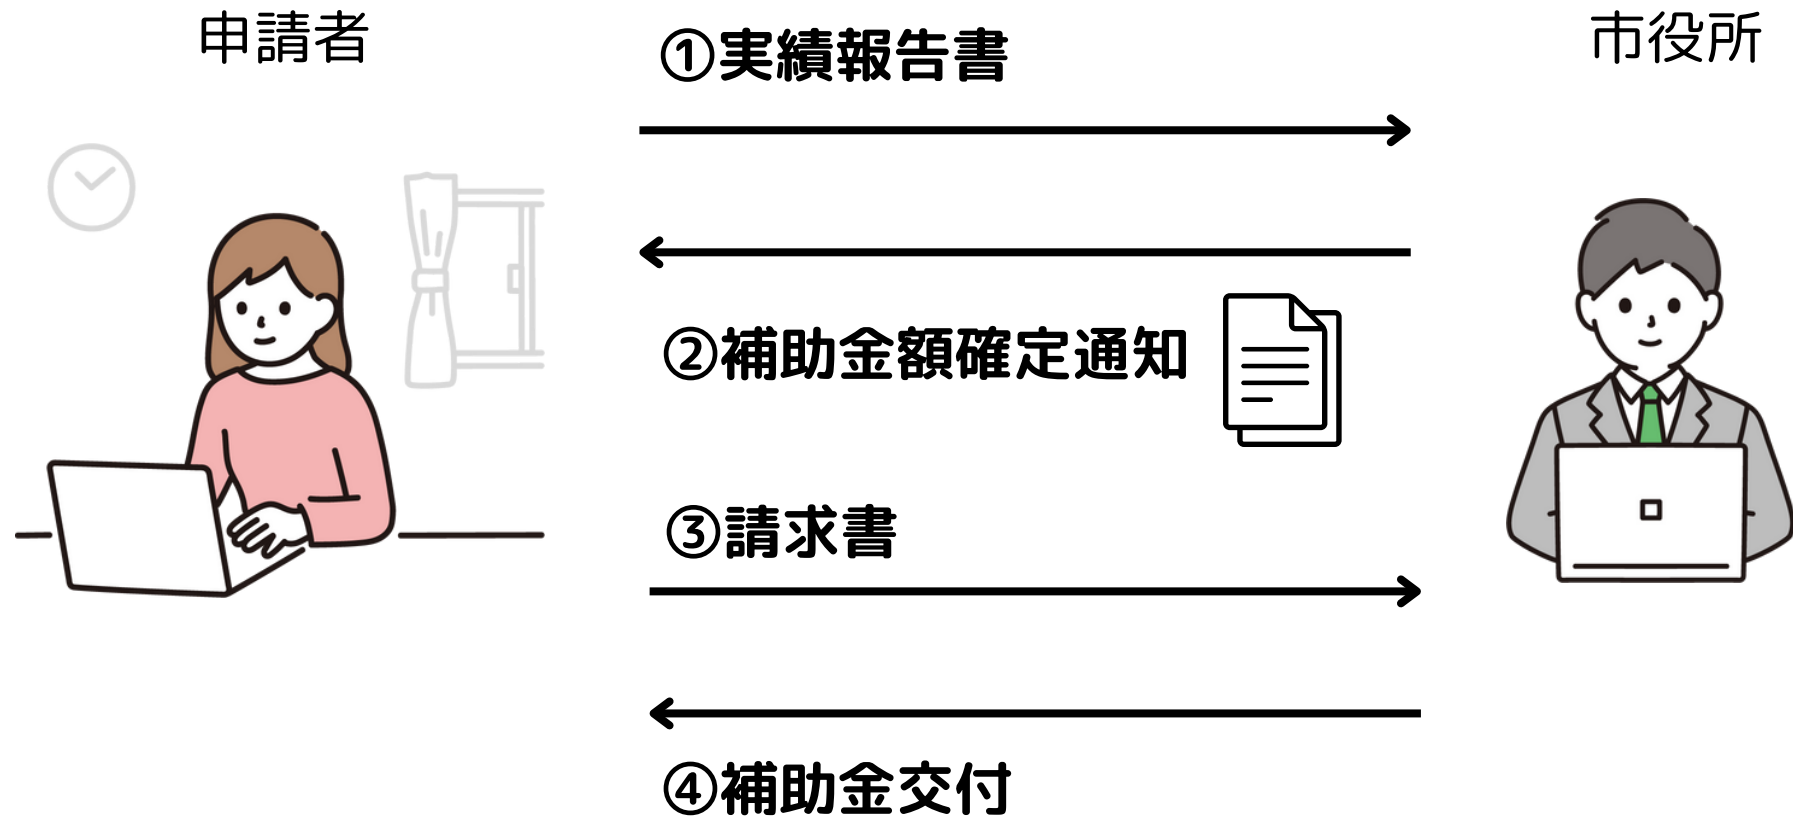 申請者
市役所
①実績報告書
②補助金額確定通知
③請求書
④補助金交付